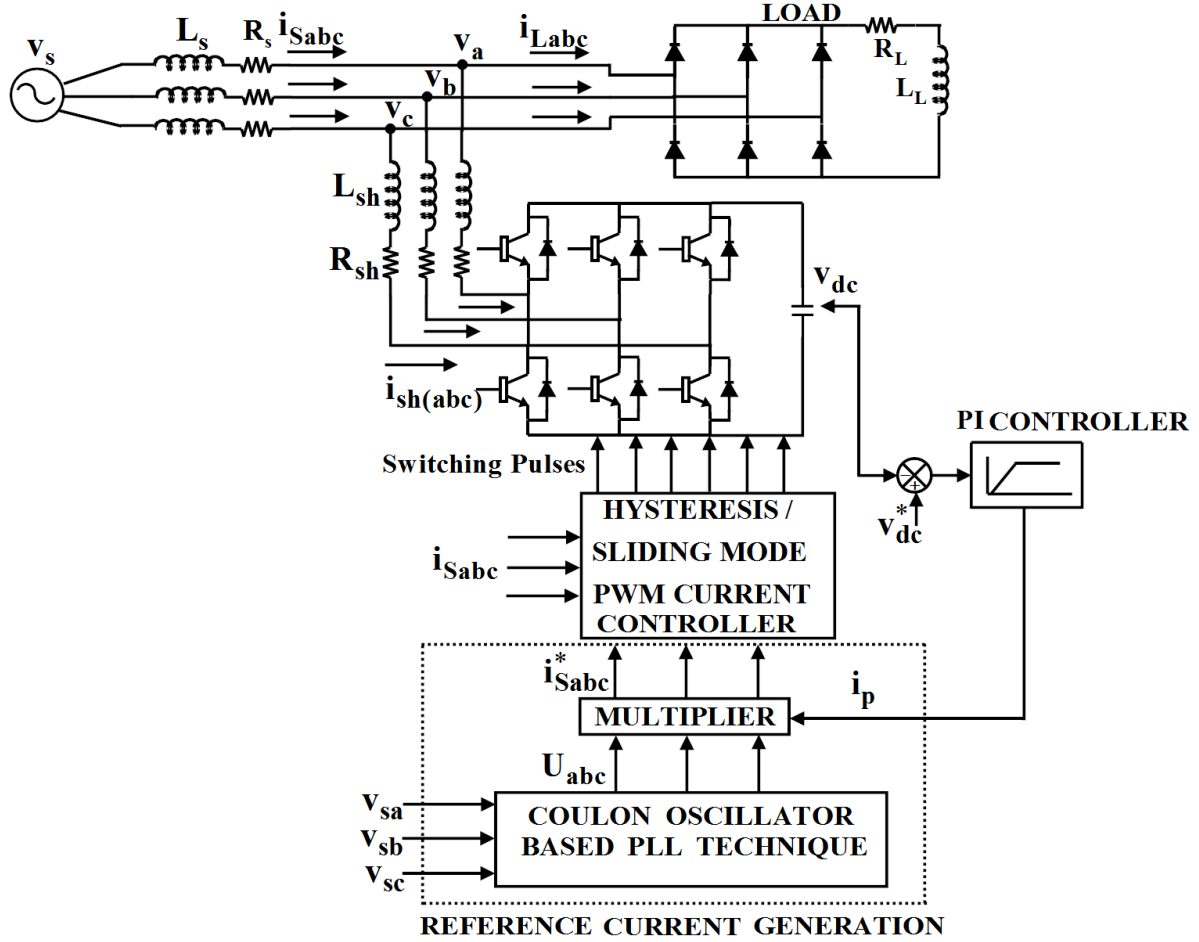 LOAD
v_s
L_s
R_s
i_Sabc
v_a
i_Labc
R_L
v_b
L_L
v_c
L_sh
R_sh
v_dc
i_sh(abc)
PI CONTROLLER
Switching Pulses
−
+
v_dc^*
HYSTERESIS /
SLIDING MODE
PWM CURRENT
CONTROLLER
i_Sabc
i_Sabc^*
i_p
MULTIPLIER
U_abc
v_sa
v_sb
v_sc
COULON OSCILLATOR
BASED PLL TECHNIQUE
REFERENCE CURRENT GENERATION